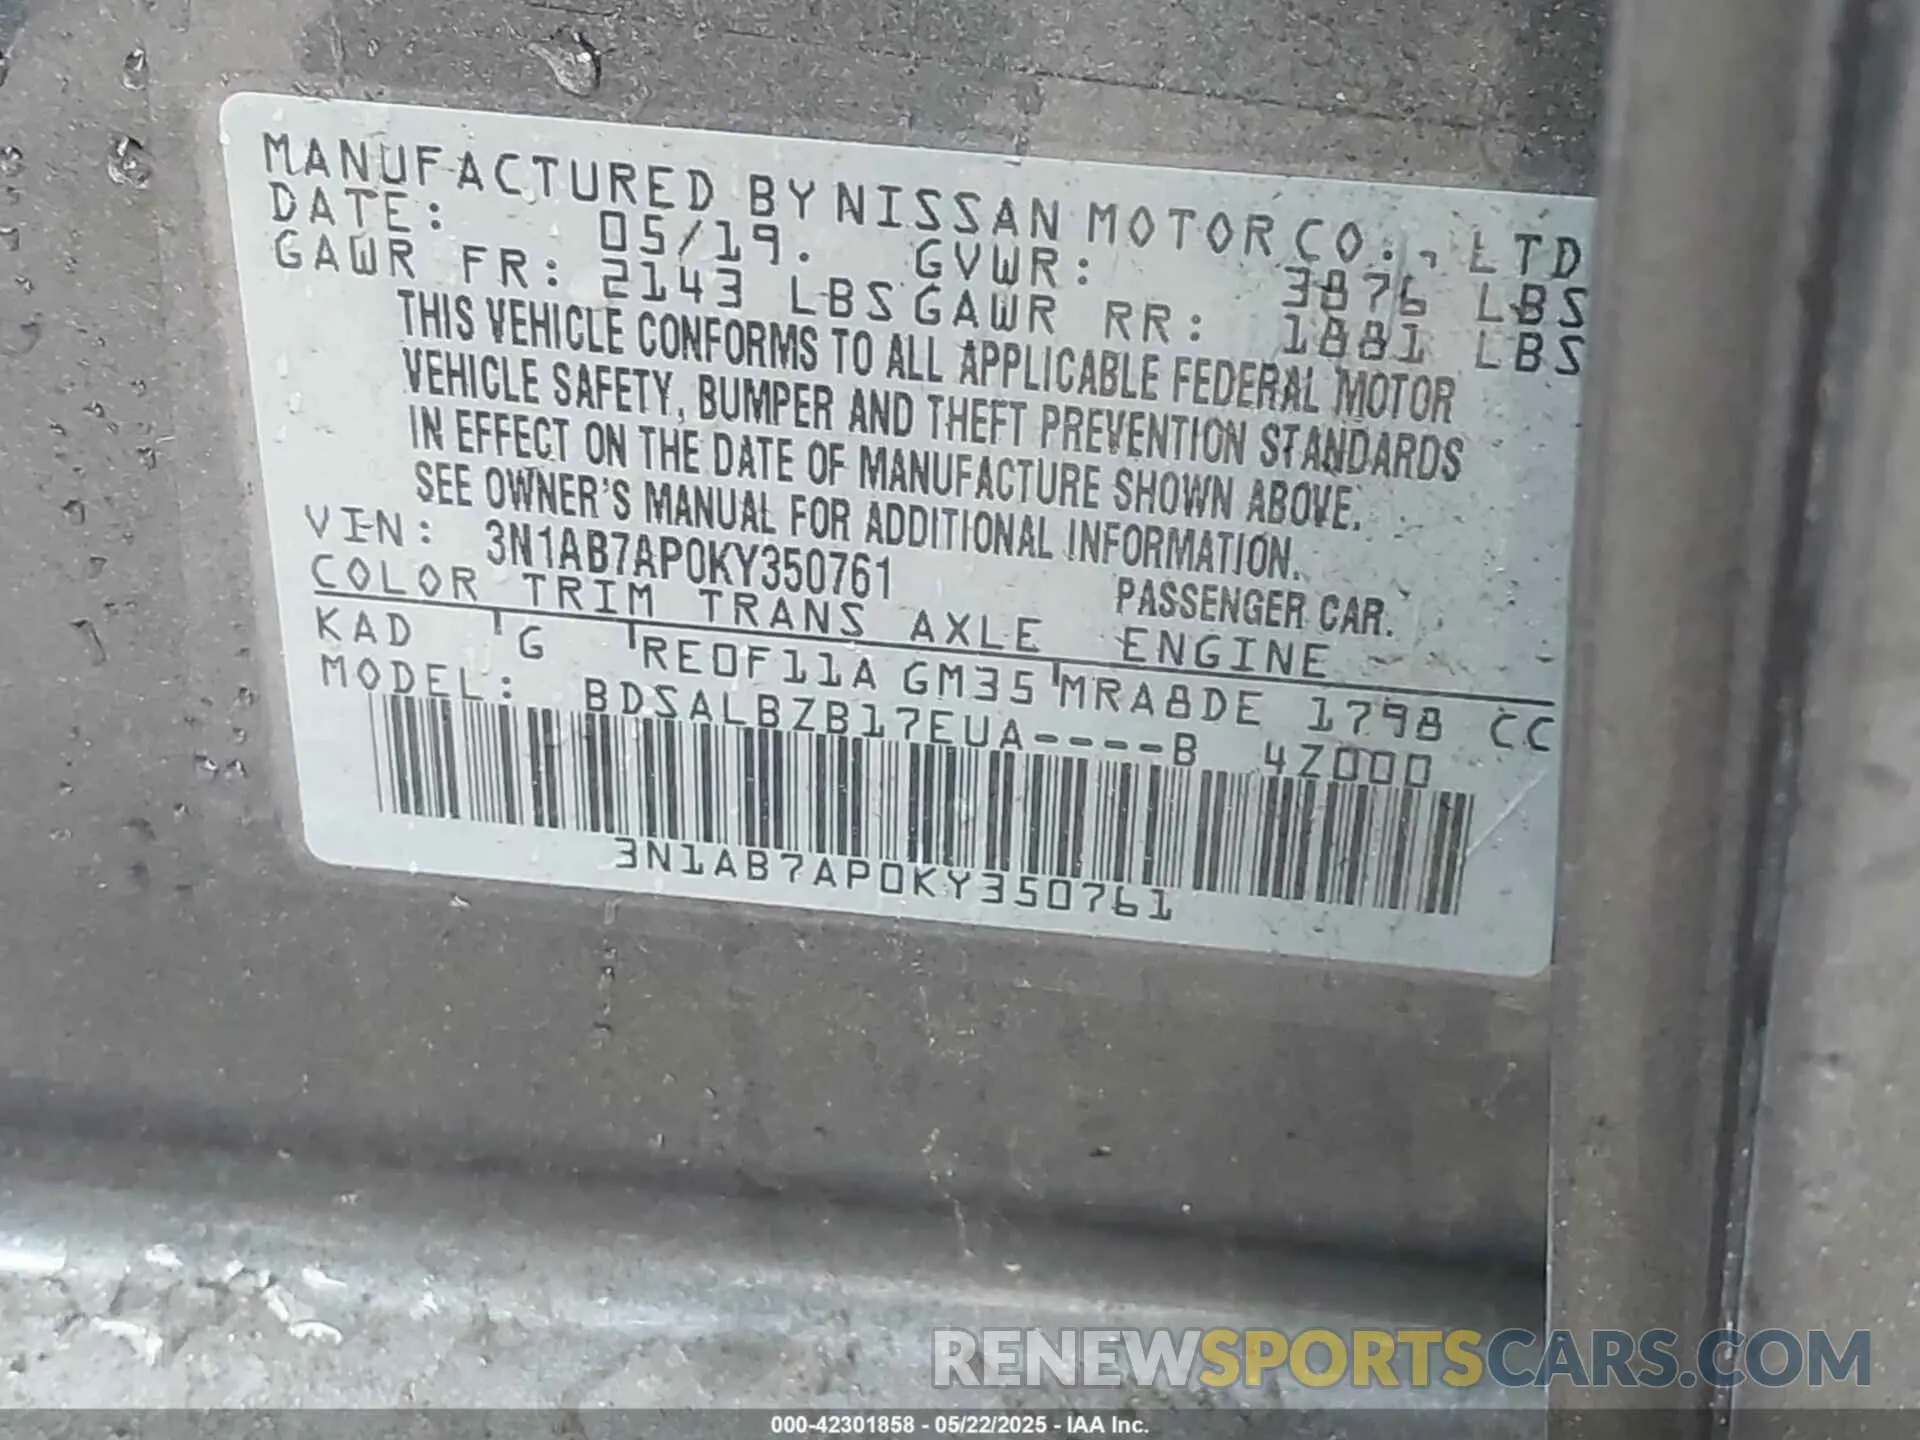 MANUFACTURED BY NISSAN MOTOR CO., LTD
DATE: 05/19. GVWR: 3876 LBS
GAWR FR: 2143 LBS GAWR RR: 1881 LBS
THIS VEHICLE CONFORMS TO ALL APPLICABLE FEDERAL MOTOR
VEHICLE SAFETY, BUMPER AND THEFT PREVENTION STANDARDS
IN EFFECT ON THE DATE OF MANUFACTURE SHOWN ABOVE.
SEE OWNER'S MANUAL FOR ADDITIONAL INFORMATION.
VIN: 3N1AB7AP0KY350761 PASSENGER CAR.
COLOR TRIM TRANS AXLE ENGINE
KAD G RE0F11A GM35 MRA8DE 1798 CC
MODEL: BDSALBZB17EUA----B 4Z000
3N1AB7AP0KY350761
RENEWSPORTSCARS.COM
000-42301858 - 05/22/2025 - IAA Inc.